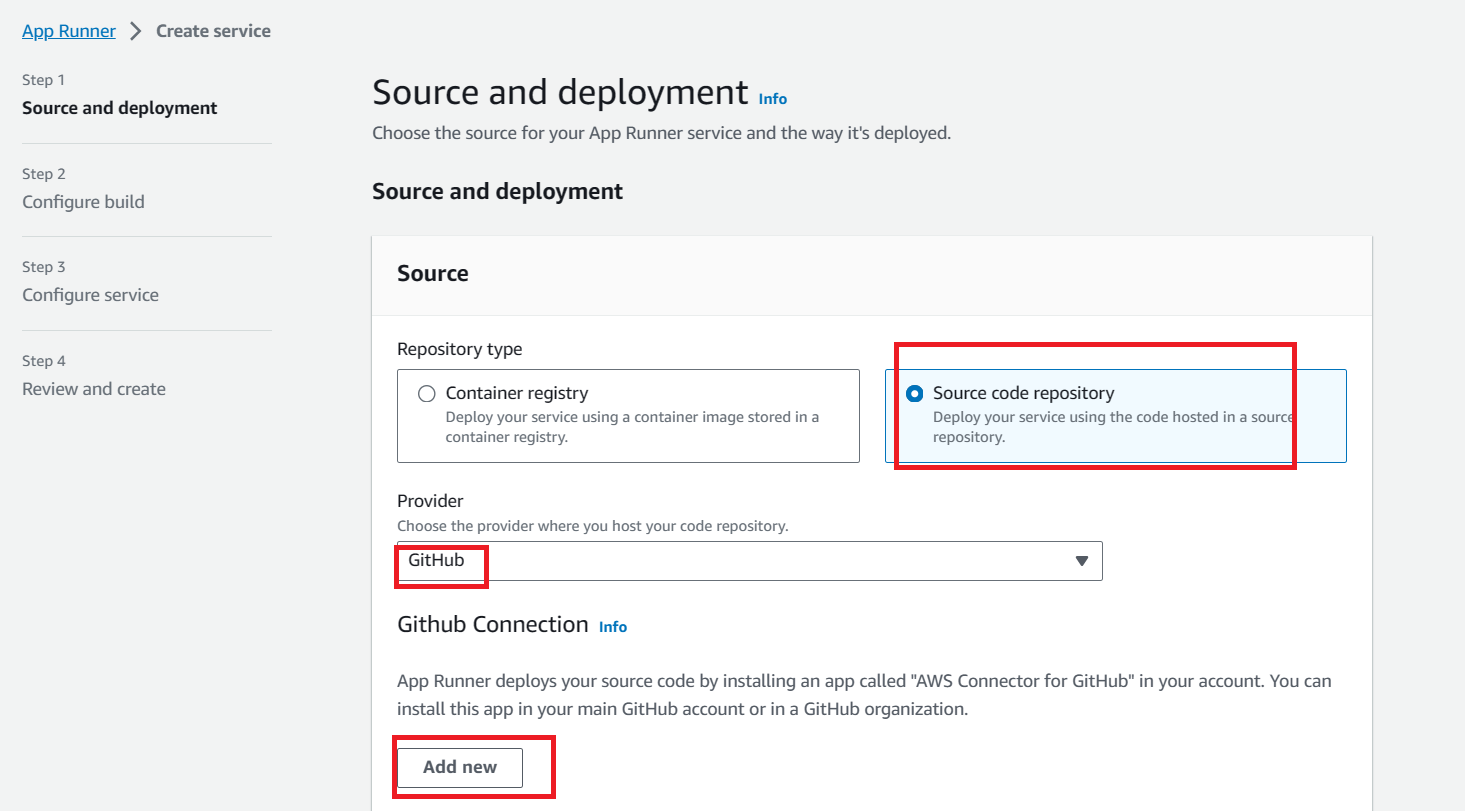 App Runner > Create service
Step 1
Source and deployment
Step 2
Configure build
Step 3
Configure service
Step 4
Review and create
Source and deployment Info
Choose the source for your App Runner service and the way it's deployed.
Source and deployment
Source
Repository type
Container registry
Deploy your service using a container image stored in a
container registry.
Source code repository
Deploy your service using the code hosted in a source
repository.
Provider
Choose the provider where you host your code repository.
GitHub
Github Connection Info
App Runner deploys your source code by installing an app called "AWS Connector for GitHub" in your account. You can
install this app in your main GitHub account or in a GitHub organization.
Add new